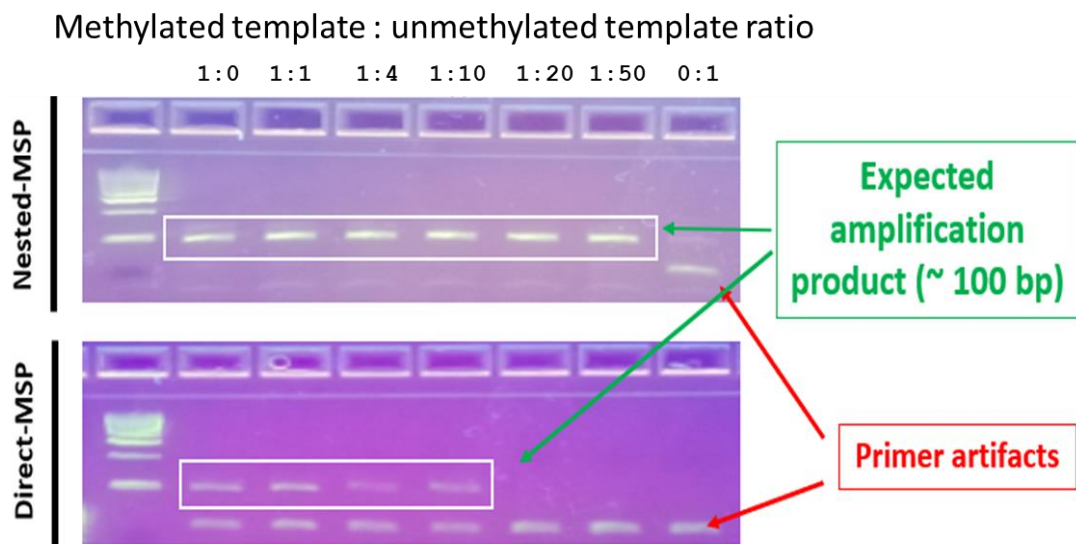 Methylated template : unmethylated template ratio
1:0 1:1 1:4 1:10 1:20 1:50 0:1
Nested-MSP
Expected
amplification
product (~ 100 bp)
Direct-MSP
Primer artifacts